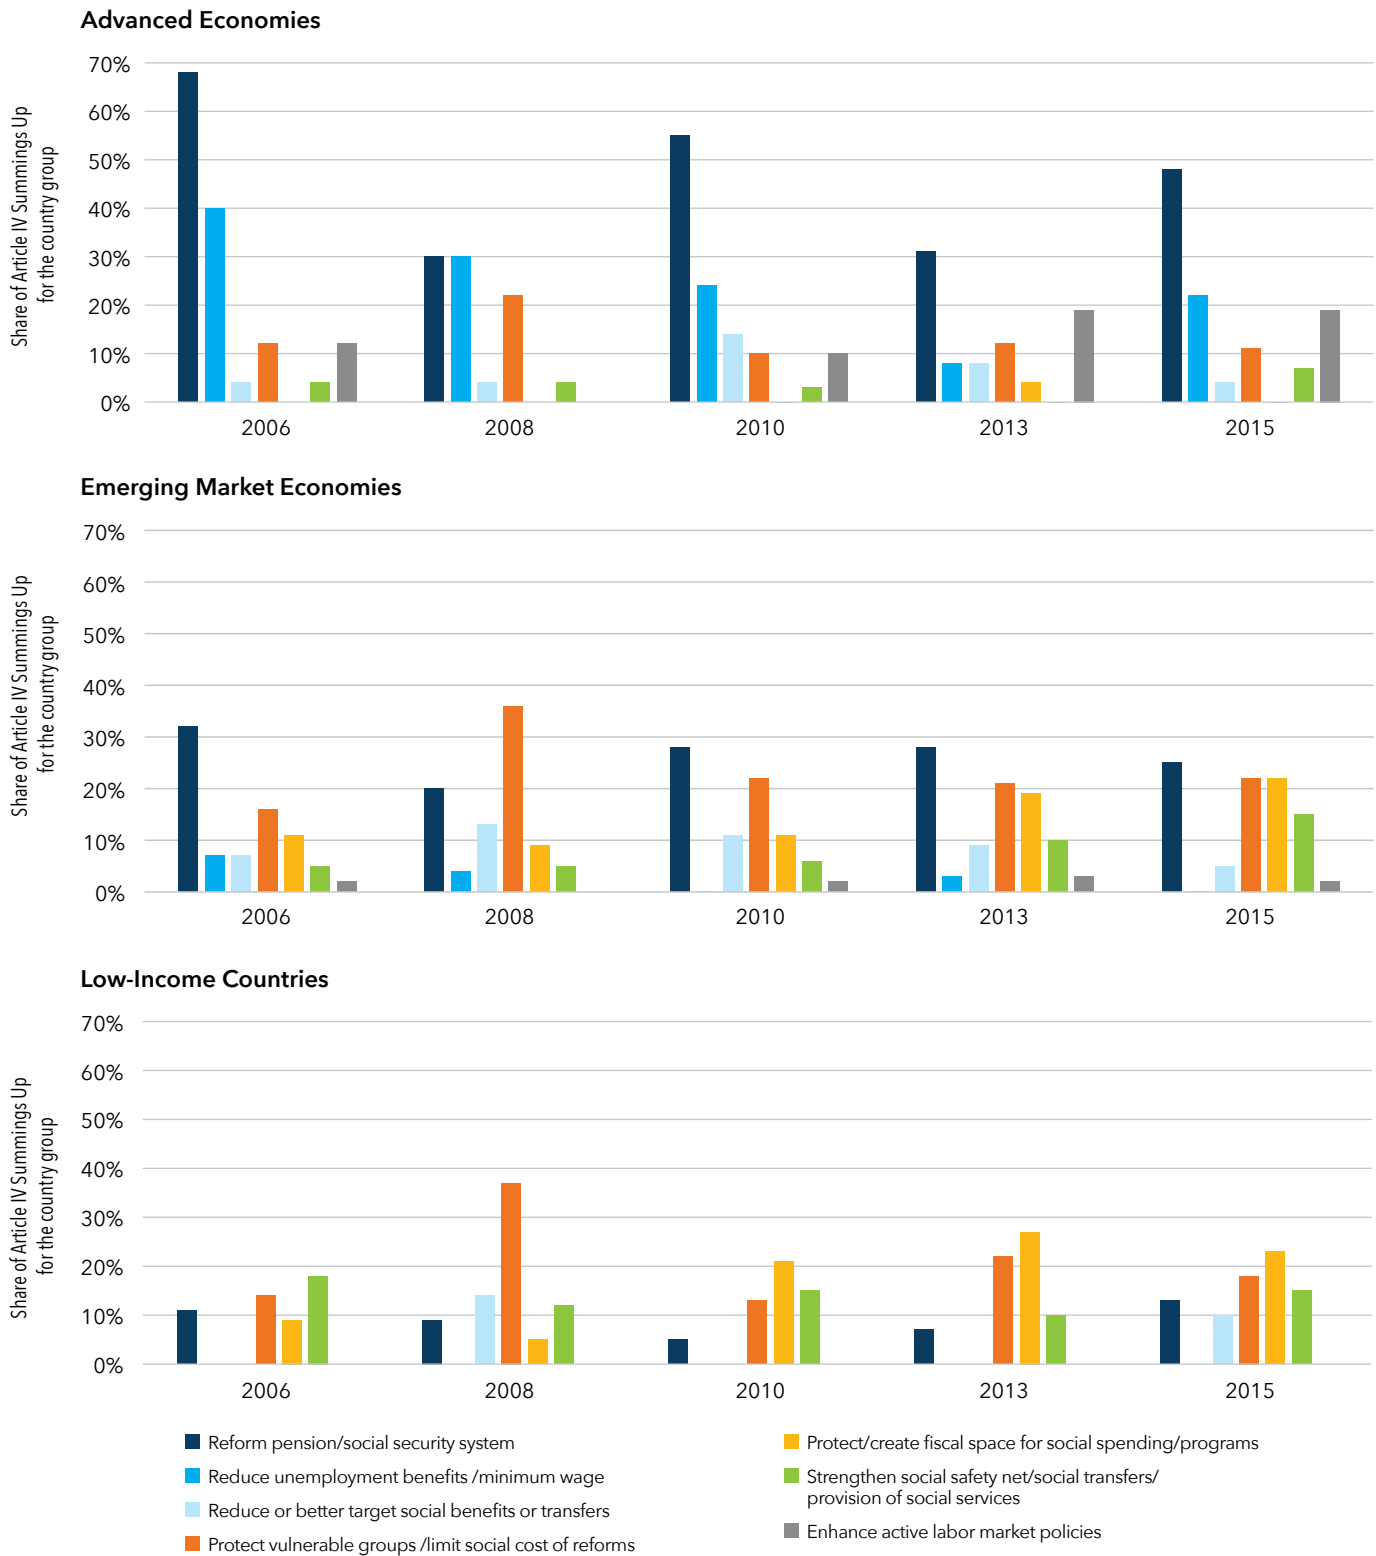 Advanced Economies
Share of Article IV Summings Up
for the country group
70%
60%
50%
40%
30%
20%
10%
0%
2006 2008 2010 2013 2015
Emerging Market Economies
Share of Article IV Summings Up
for the country group
70%
60%
50%
40%
30%
20%
10%
0%
2006 2008 2010 2013 2015
Low-Income Countries
Share of Article IV Summings Up
for the country group
70%
60%
50%
40%
30%
20%
10%
0%
2006 2008 2010 2013 2015
Reform pension/social security system
Reduce unemployment benefits /minimum wage
Reduce or better target social benefits or transfers
Protect vulnerable groups /limit social cost of reforms
Protect/create fiscal space for social spending/programs
Strengthen social safety net/social transfers/
provision of social services
Enhance active labor market policies